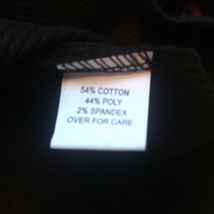 54% COTTON
44% POLY
2% SPANDEX
OVER FOR CARE